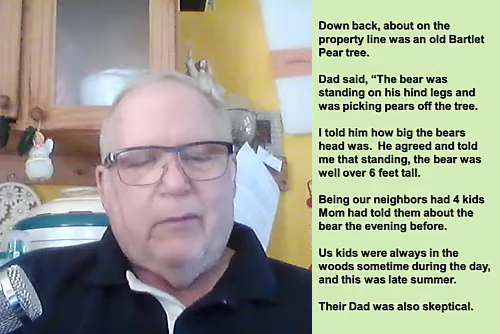 Down back, about on the
property line was an old Bartlet
Pear tree.
Dad said, “The bear was
standing on his hind legs and
was picking pears off the tree.
I told him how big the bears
head was.  He agreed and told
me that standing, the bear was
well over 6 feet tall.
Being our neighbors had 4 kids
Mom had told them about the
bear the evening before.
Us kids were always in the
woods sometime during the day,
and this was late summer.
Their Dad was also skeptical.